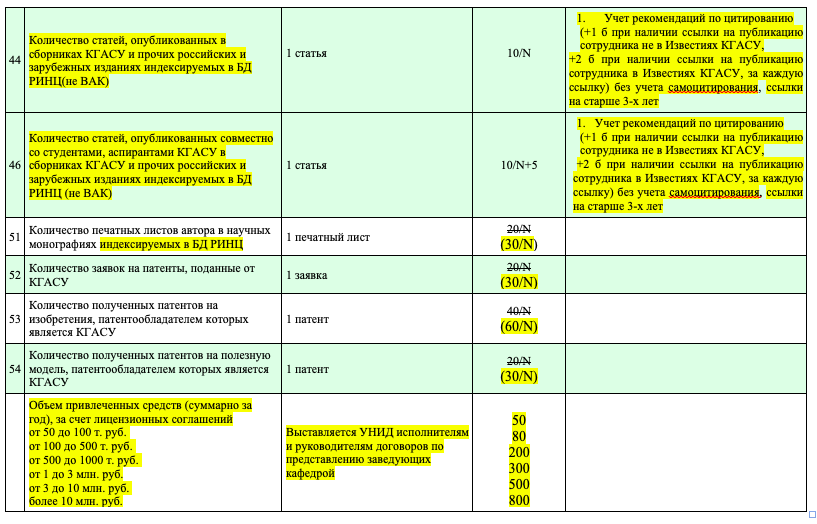 44
Количество статей, опубликованных в
сборниках КГАСУ и прочих российских и
зарубежных изданиях индексируемых в БД
РИНЦ(не ВАК)
1 статья
10/N
1. Учет рекомендаций по цитированию
(+1 б при наличии ссылки на публикацию
сотрудника не в Известиях КГАСУ,
+2 б при наличии ссылки на публикацию
сотрудника в Известиях КГАСУ, за каждую
ссылку) без учета самоцитирования, ссылки
на старше 3-х лет
46
Количество статей, опубликованных совместно
со студентами, аспирантами КГАСУ в
сборниках КГАСУ и прочих российских и
зарубежных изданиях индексируемых в БД
РИНЦ (не ВАК)
1 статья
10/N+5
1. Учет рекомендаций по цитированию
(+1 б при наличии ссылки на публикацию
сотрудника не в Известиях КГАСУ,
+2 б при наличии ссылки на публикацию
сотрудника в Известиях КГАСУ, за каждую
ссылку) без учета самоцитирования, ссылки
на старше 3-х лет
51
Количество печатных листов автора в научных
монографиях индексируемых в БД РИНЦ
1 печатный лист
20/N
(30/N)
52
Количество заявок на патенты, поданные от
КГАСУ
1 заявка
20/N
(30/N)
53
Количество полученных патентов на
изобретения, патентообладателем которых
является КГАСУ
1 патент
40/N
(60/N)
54
Количество полученных патентов на полезную
модель, патентообладателем которых является
КГАСУ
1 патент
20/N
(30/N)
Объем привлеченных средств (суммарно за
год), за счет лицензионных соглашений
от 50 до 100 т. руб.
от 100 до 500 т. руб.
от 500 до 1000 т. руб.
от 1 до 3 млн. руб.
от 3 до 10 млн. руб.
более 10 млн. руб.
Выставляется УНИД исполнителям
и руководителям договоров по
представлению заведующих
кафедрой
50
80
200
300
500
800